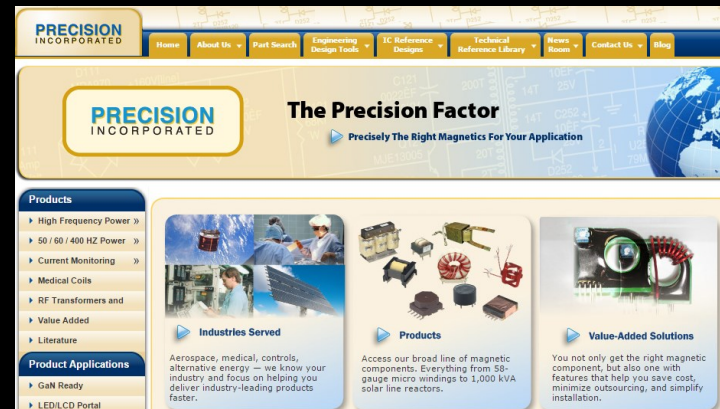 PRECISION
INCORPORATED
Home
About Us
Part Search
Engineering
Design Tools
IC Reference
Designs
Technical
Reference Library
News
Room
Contact Us
Blog
PRECISION
INCORPORATED
The Precision Factor
Precisely The Right Magnetics For Your Application
Products
High Frequency Power »
50 / 60 / 400 HZ Power »
Current Monitoring »
Medical Coils
RF Transformers and
Value Added
Literature
Product Applications
GaN Ready
LED/LCD Portal
Industries Served
Aerospace, medical, controls,
alternative energy — we know your
industry and focus on helping you
deliver industry-leading products
faster.
Products
Access our broad line of magnetic
components. Everything from 58-
gauge micro windings to 1,000 kVA
solar line reactors.
Value-Added Solutions
You not only get the right magnetic
component, but also one with
features that help you save cost,
minimize outsourcing, and simplify
installation.